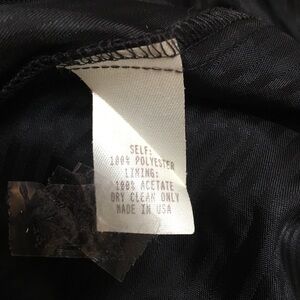 SELF:
100% POLYESTER
LINING:
100% ACETATE
DRY CLEAN ONLY
MADE IN USA